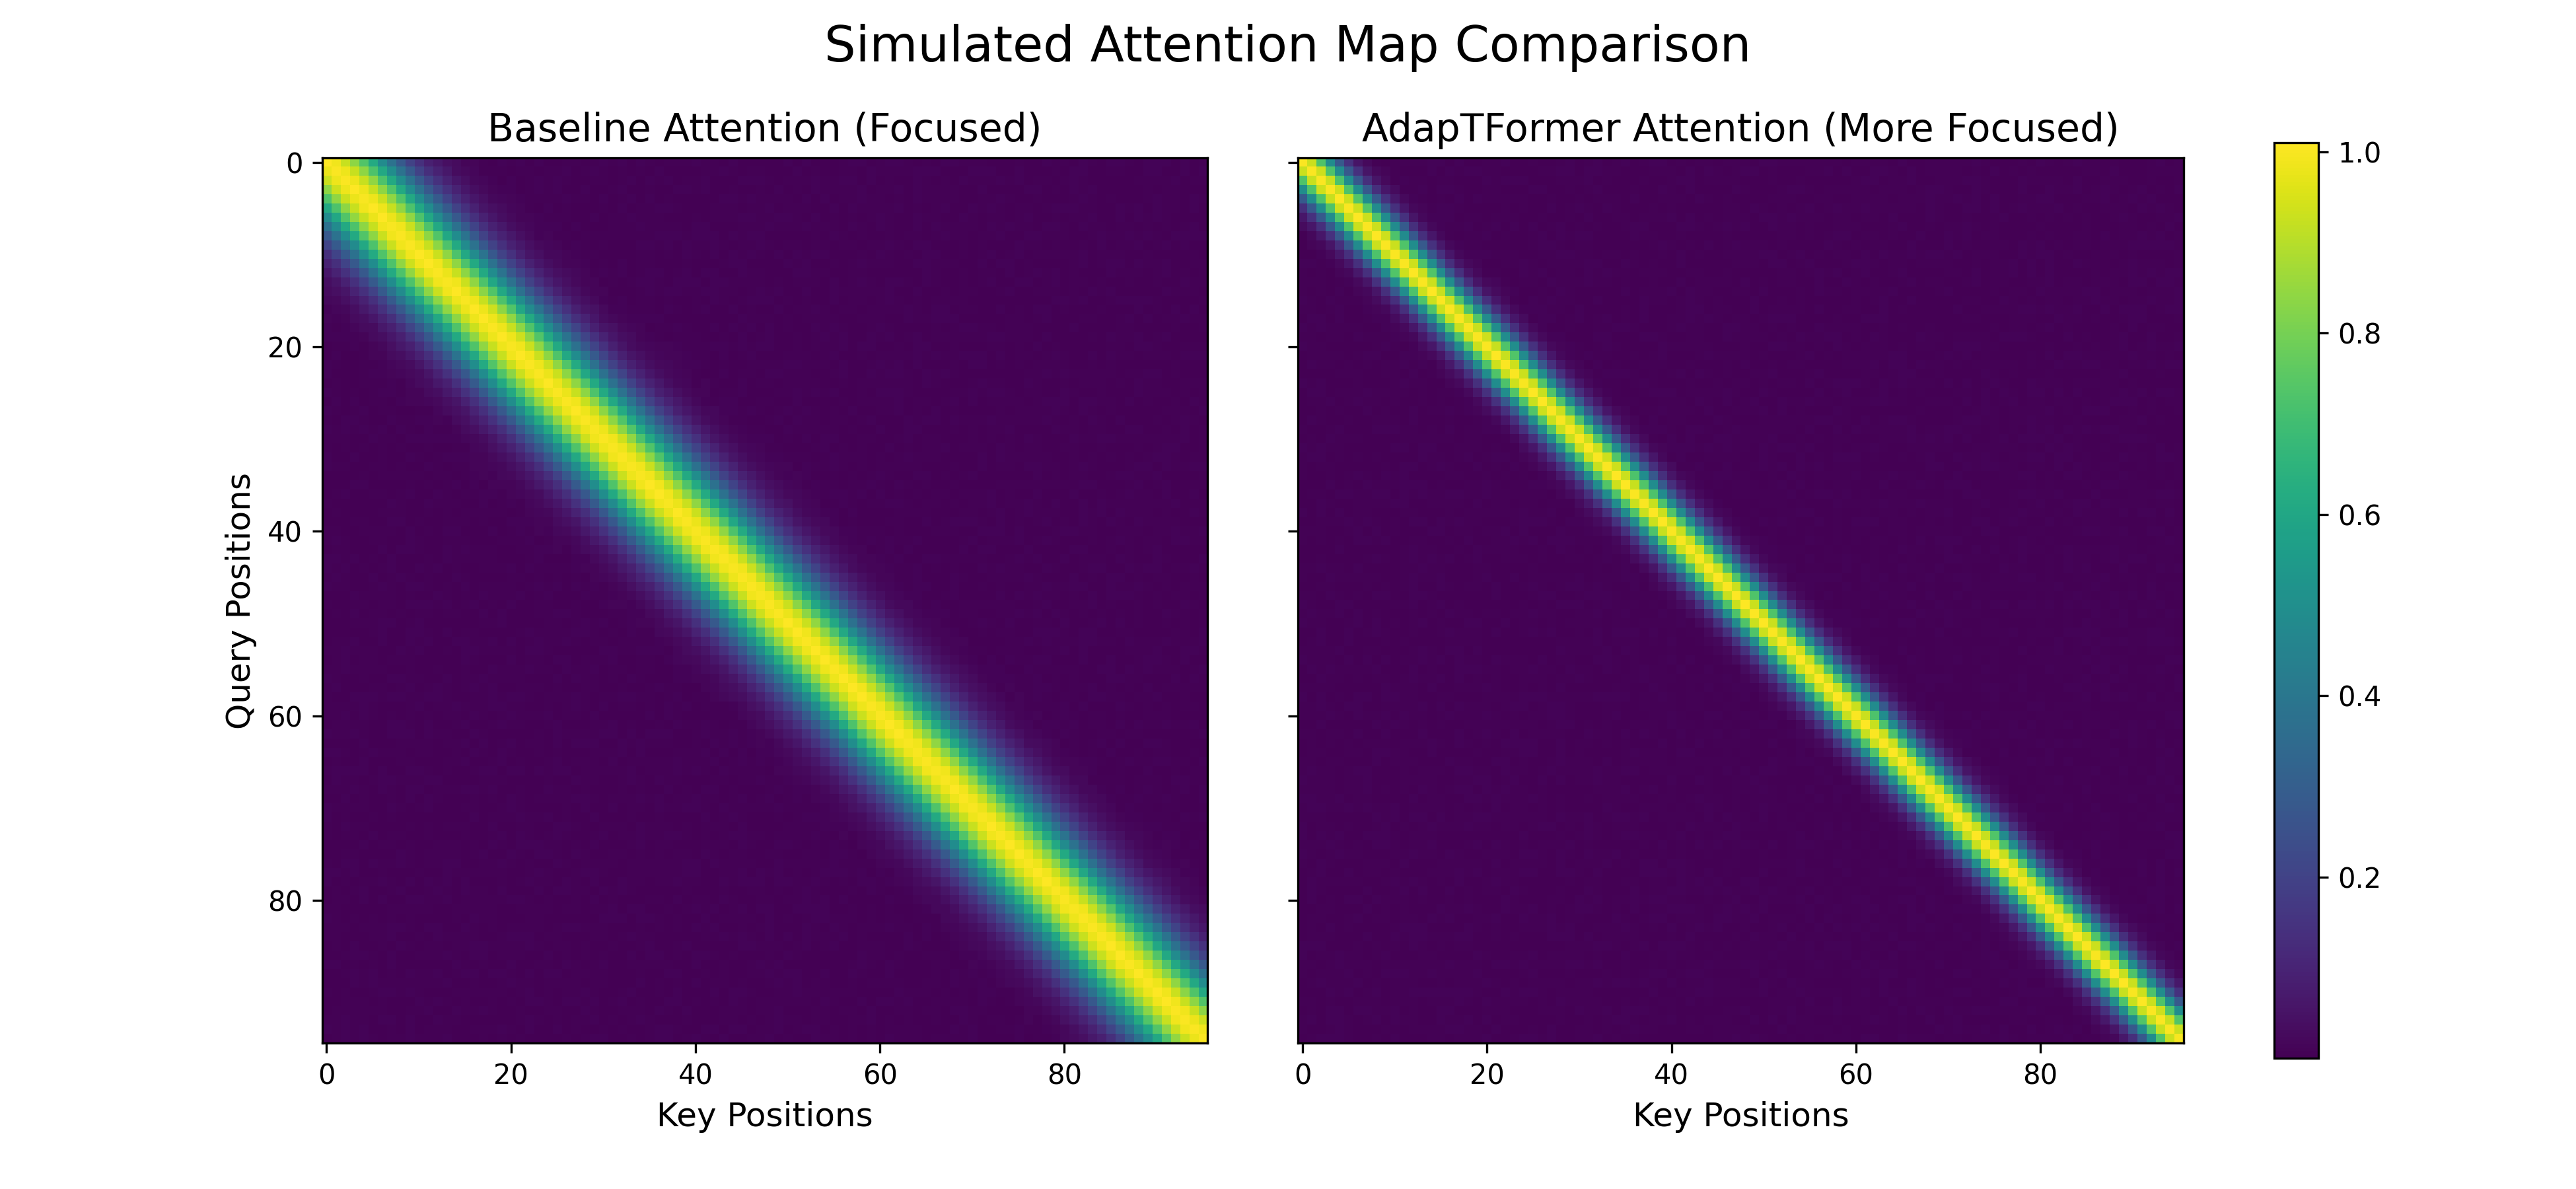 Simulated Attention Map Comparison
Baseline Attention (Focused)
AdapTFormer Attention (More Focused)
0
20
40
60
80
Query Positions
0 20 40 60 80
Key Positions
0 20 40 60 80
Key Positions
1.0
0.8
0.6
0.4
0.2